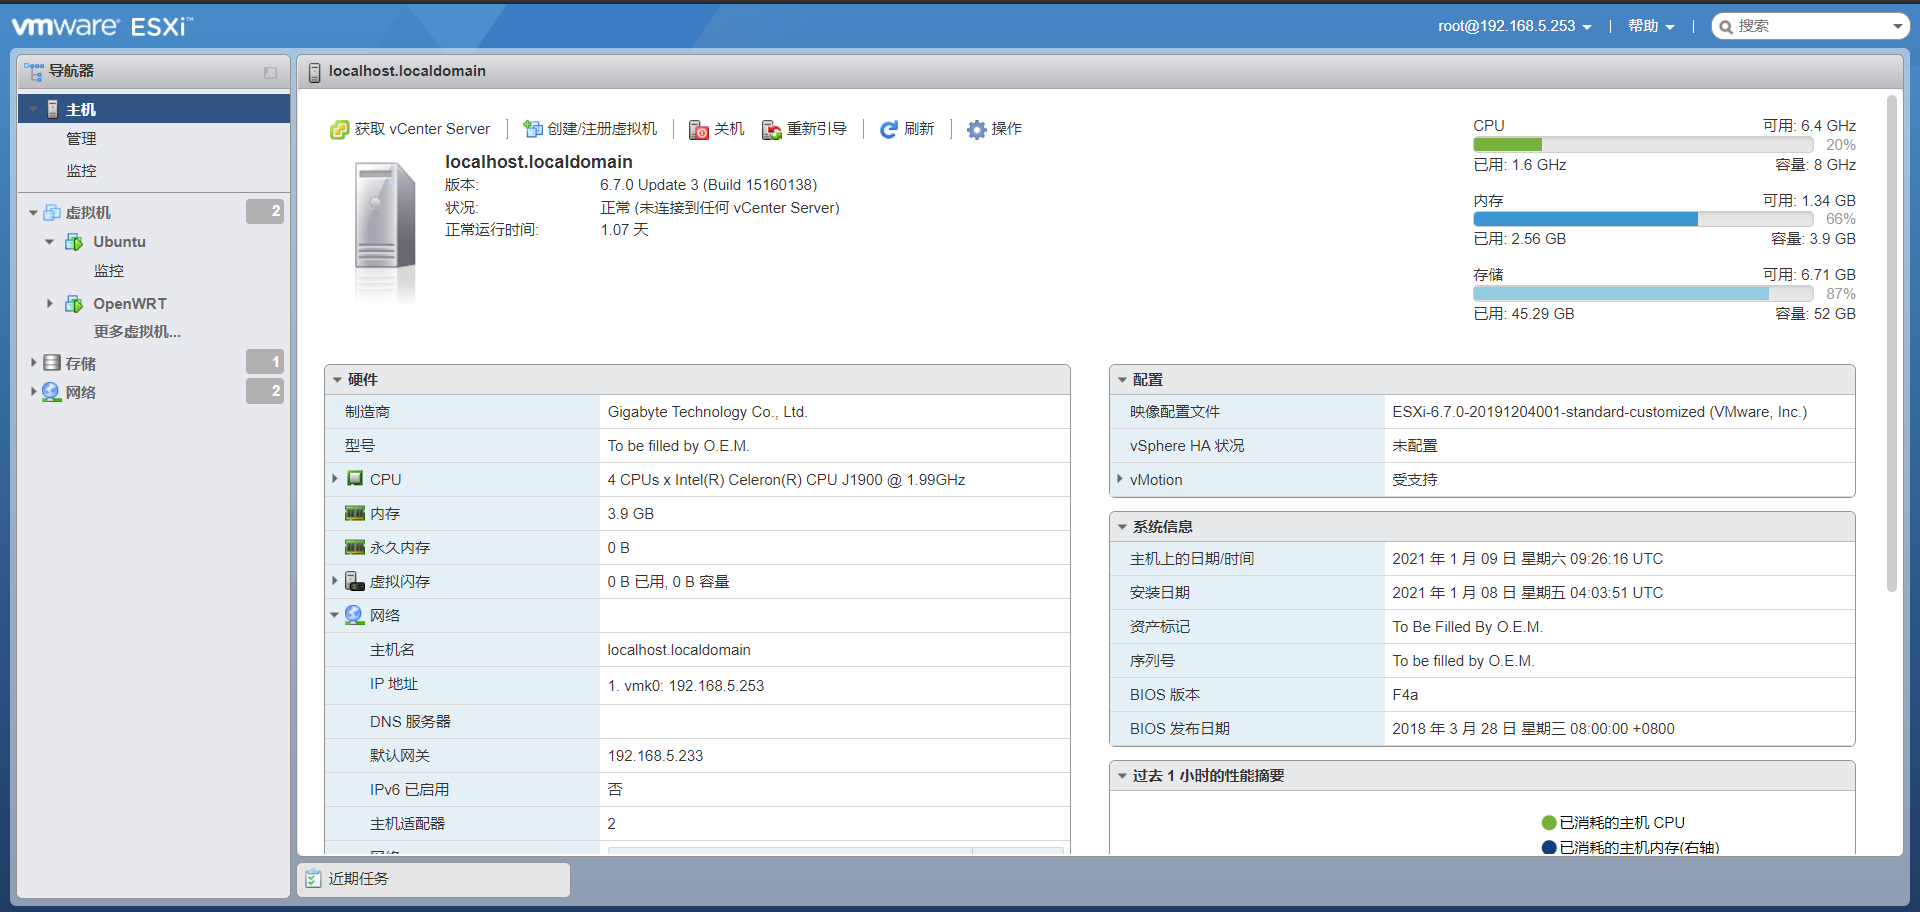 vmware ESXi™
root@192.168.5.253
帮助
搜索
导航器
主机
管理
监控
虚拟机
2
Ubuntu
监控
OpenWRT
更多虚拟机...
存储
1
网络
2
localhost.localdomain
获取 vCenter Server
创建/注册虚拟机
关机
重新引导
刷新
操作
localhost.localdomain
版本: 6.7.0 Update 3 (Build 15160138)
状况: 正常 (未连接到任何 vCenter Server)
正常运行时间: 1.07 天
CPU 可用: 6.4 GHz
20%
已用: 1.6 GHz 容量: 8 GHz
内存 可用: 1.34 GB
66%
已用: 2.56 GB 容量: 3.9 GB
存储 可用: 6.71 GB
87%
已用: 45.29 GB 容量: 52 GB
硬件
制造商 Gigabyte Technology Co., Ltd.
型号 To be filled by O.E.M.
CPU 4 CPUs x Intel(R) Celeron(R) CPU J1900 @ 1.99GHz
内存 3.9 GB
永久内存 0 B
虚拟闪存 0 B 已用, 0 B 容量
网络
主机名 localhost.localdomain
IP 地址 1. vmk0: 192.168.5.253
DNS 服务器
默认网关 192.168.5.233
IPv6 已启用 否
主机适配器 2
配置
映像配置文件 ESXi-6.7.0-20191204001-standard-customized (VMware, Inc.)
vSphere HA 状况 未配置
vMotion 受支持
系统信息
主机上的日期/时间 2021 年 1 月 09 日 星期六 09:26:16 UTC
安装日期 2021 年 1 月 08 日 星期五 04:03:51 UTC
资产标记 To Be Filled By O.E.M.
序列号 To be filled by O.E.M.
BIOS 版本 F4a
BIOS 发布日期 2018 年 3 月 28 日 星期三 08:00:00 +0800
过去 1 小时的性能摘要
已消耗的主机 CPU
已消耗的主机内存(右轴)
近期任务